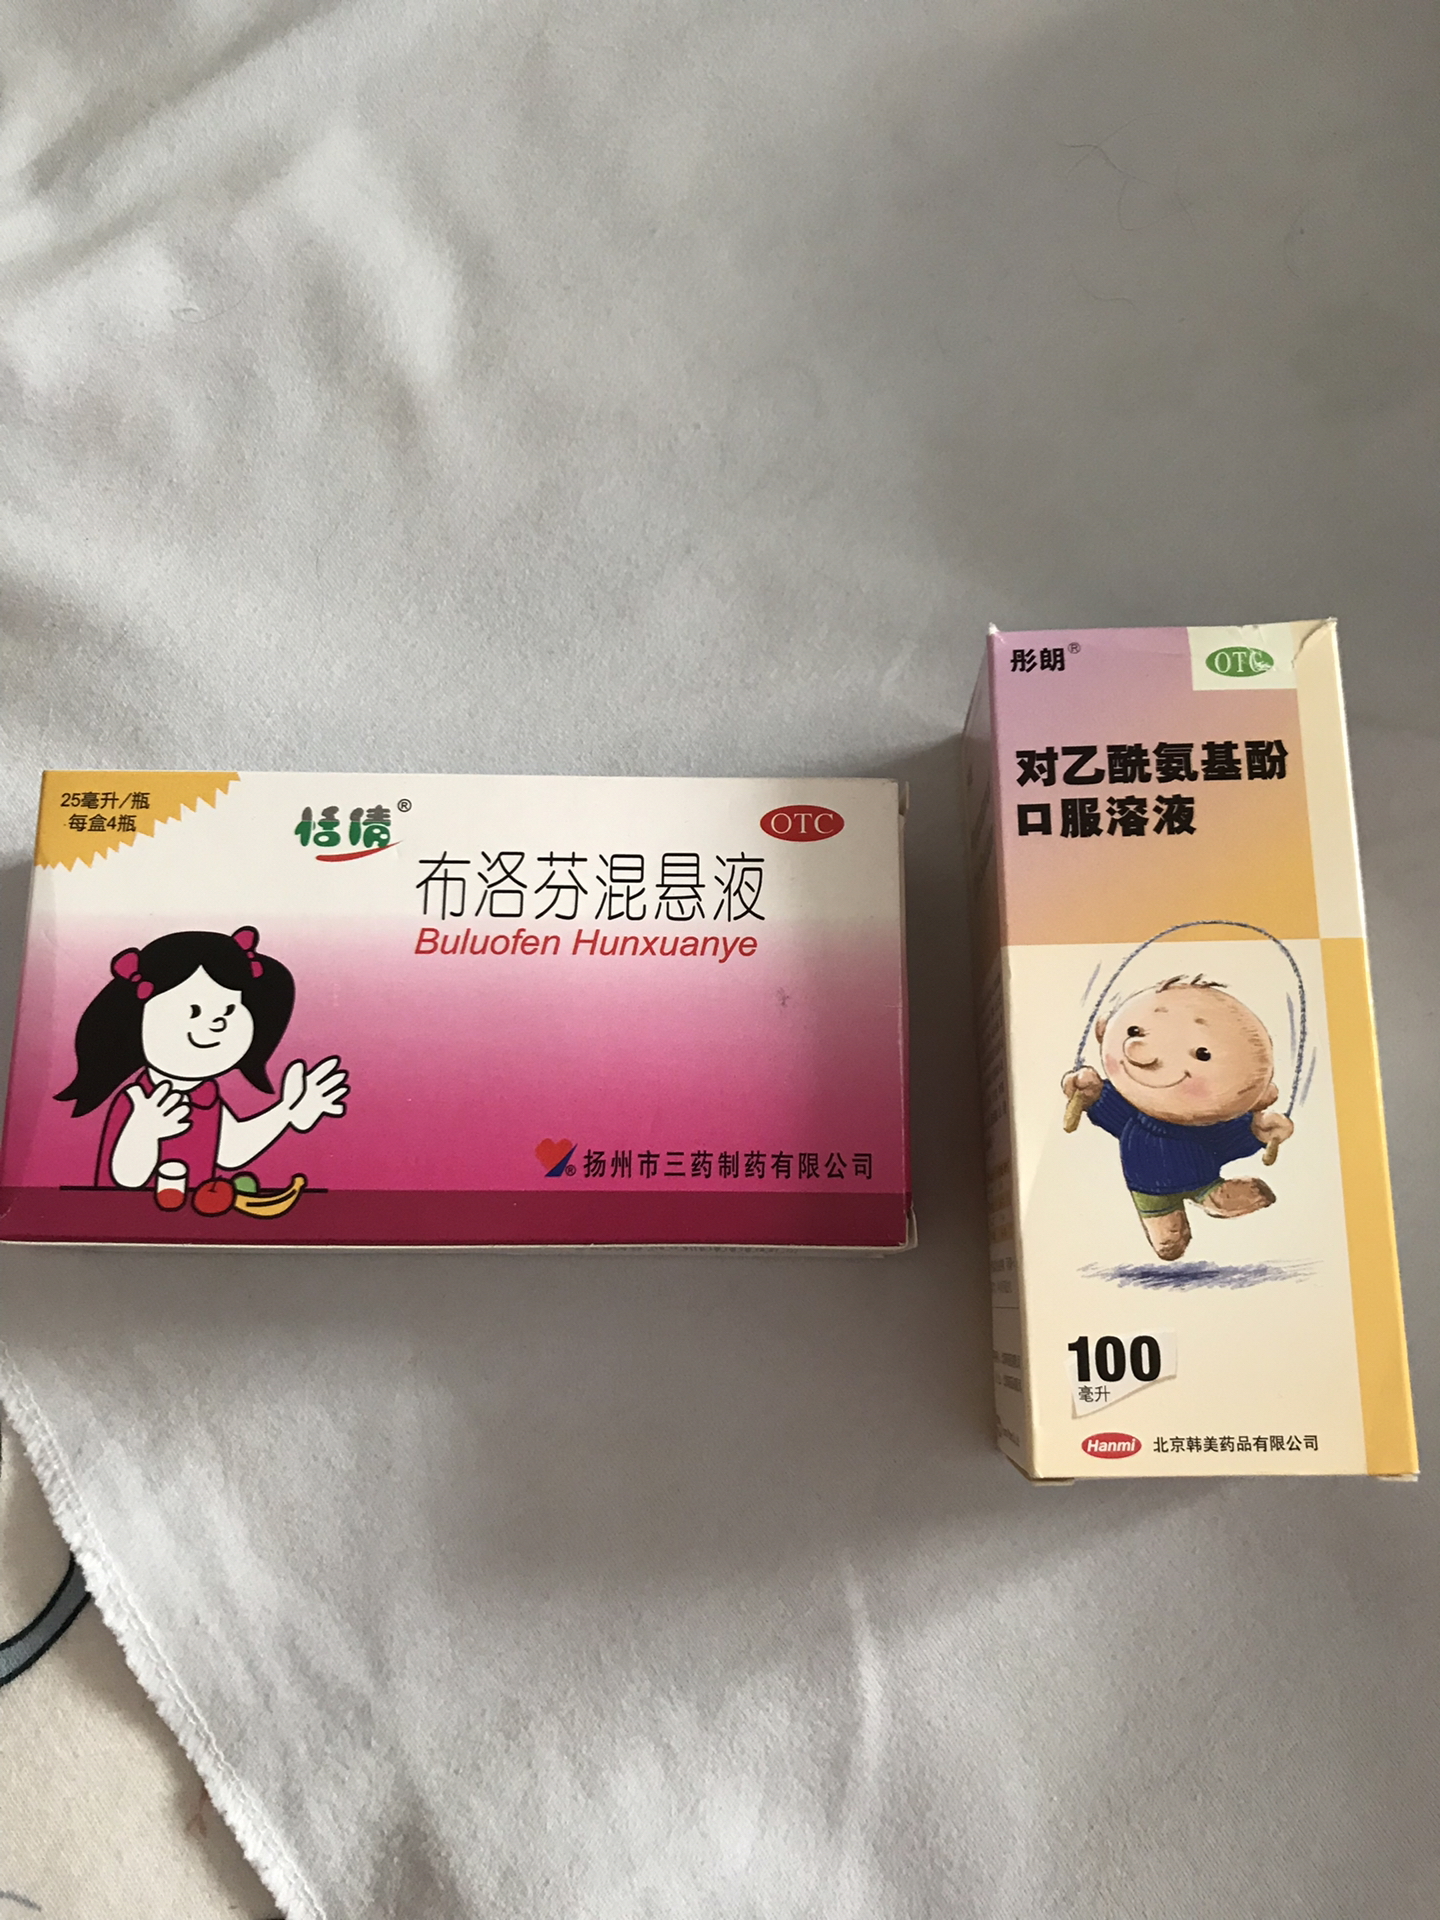 25毫升/瓶
每盒4瓶
恬倩®
OTC
布洛芬混悬液
Buluofen Hunxuanye
® 扬州市三药制药有限公司
彤朗®
OTC
对乙酰氨基酚
口服溶液
100
毫升
Hanmi 北京韩美药品有限公司